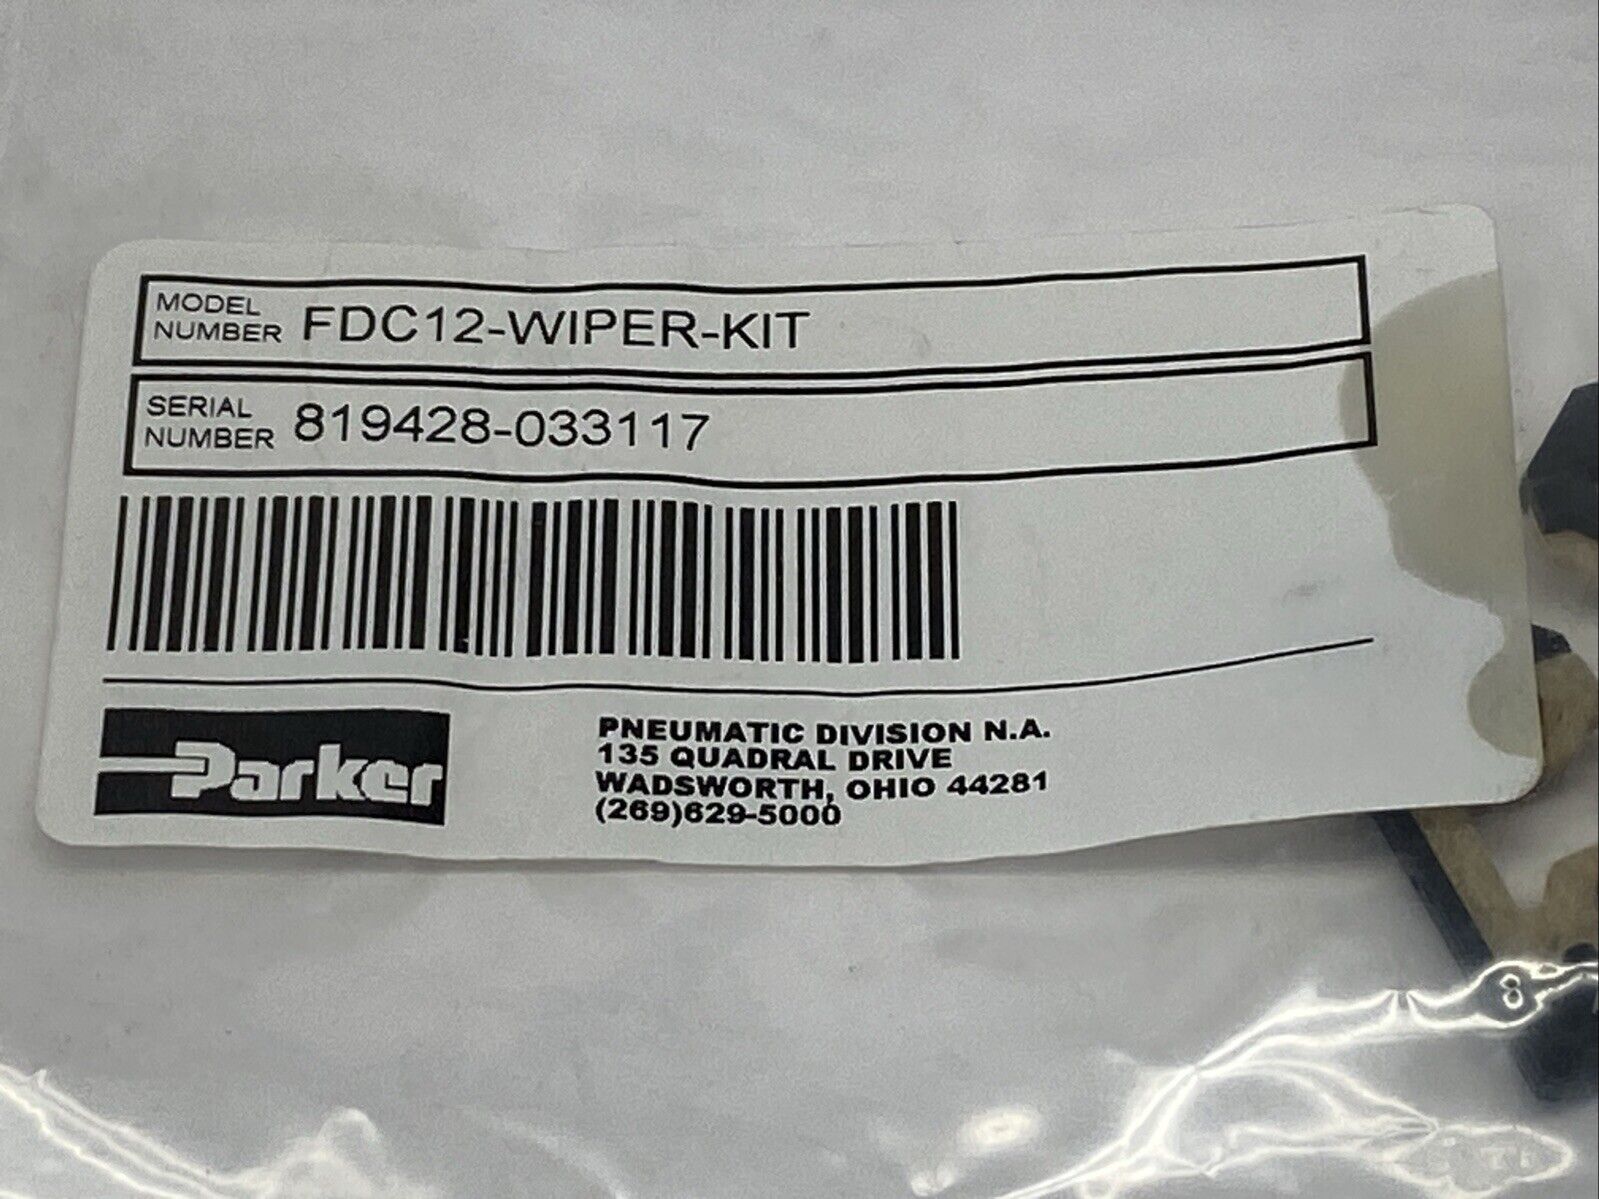 MODEL
NUMBER FDC12-WIPER-KIT
SERIAL
NUMBER 819428-033117
Parker
PNEUMATIC DIVISION N.A.
135 QUADRAL DRIVE
WADSWORTH, OHIO 44281
(269)629-5000